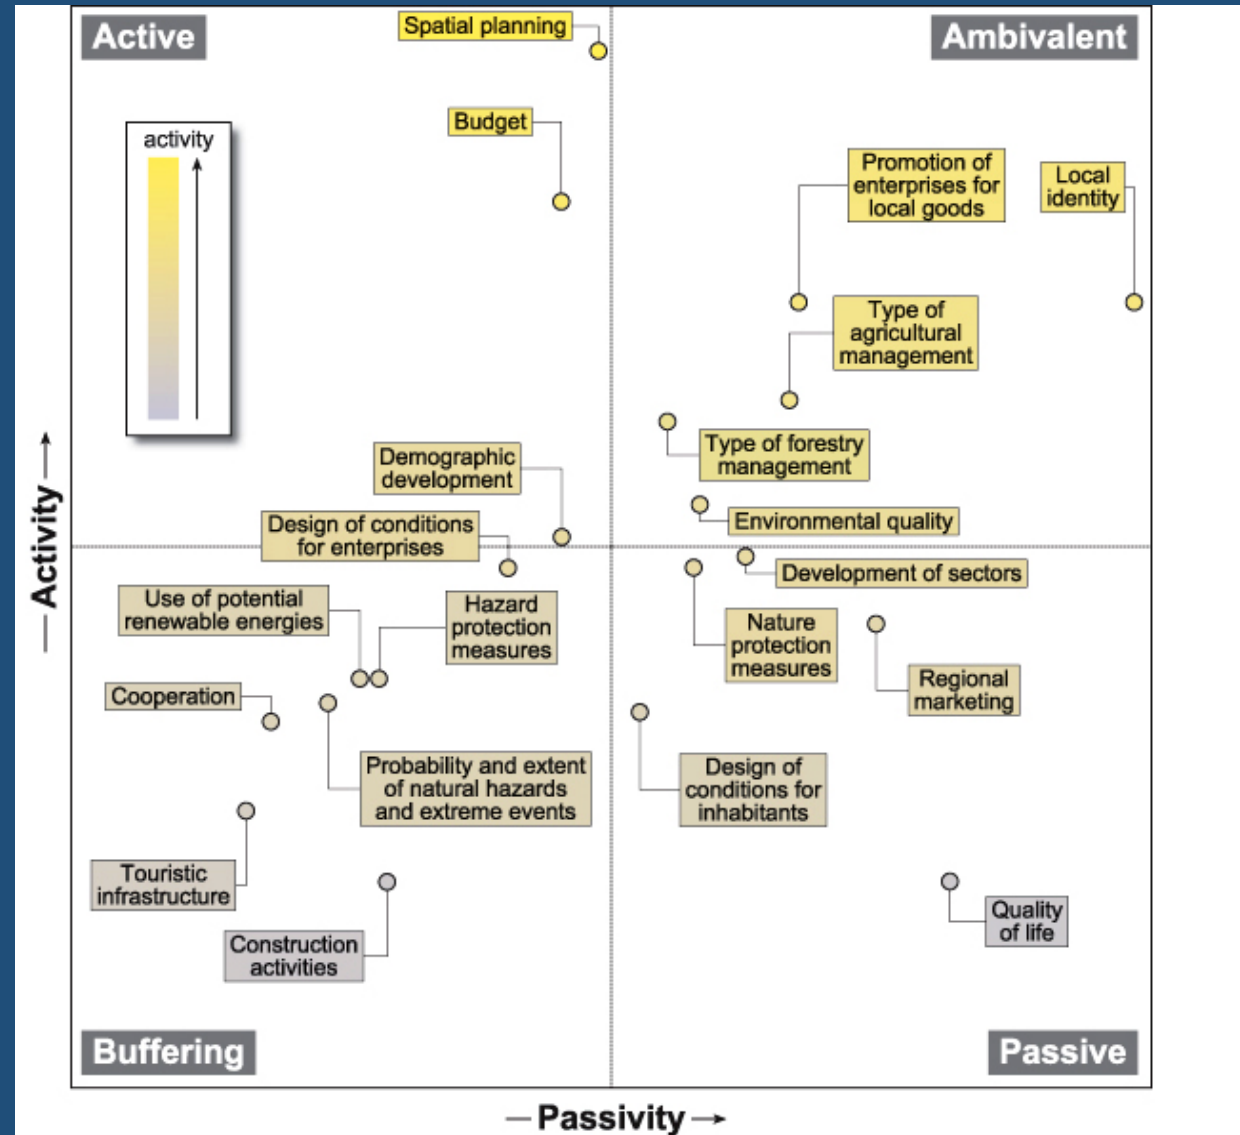 Active
Spatial planning
Ambivalent
Budget
activity
Promotion of
enterprises for
local goods
Local
identity
Type of
agricultural
management
Type of forestry
management
Demographic
development
Environmental quality
Design of conditions
for enterprises
Development of sectors
Use of potential
renewable energies
Hazard
protection
measures
Nature
protection
measures
Regional
marketing
Cooperation
Probability and extent
of natural hazards
and extreme events
Design of
conditions for
inhabitants
Touristic
infrastructure
Quality
of life
Construction
activities
Buffering
Passive
Activity
Passivity